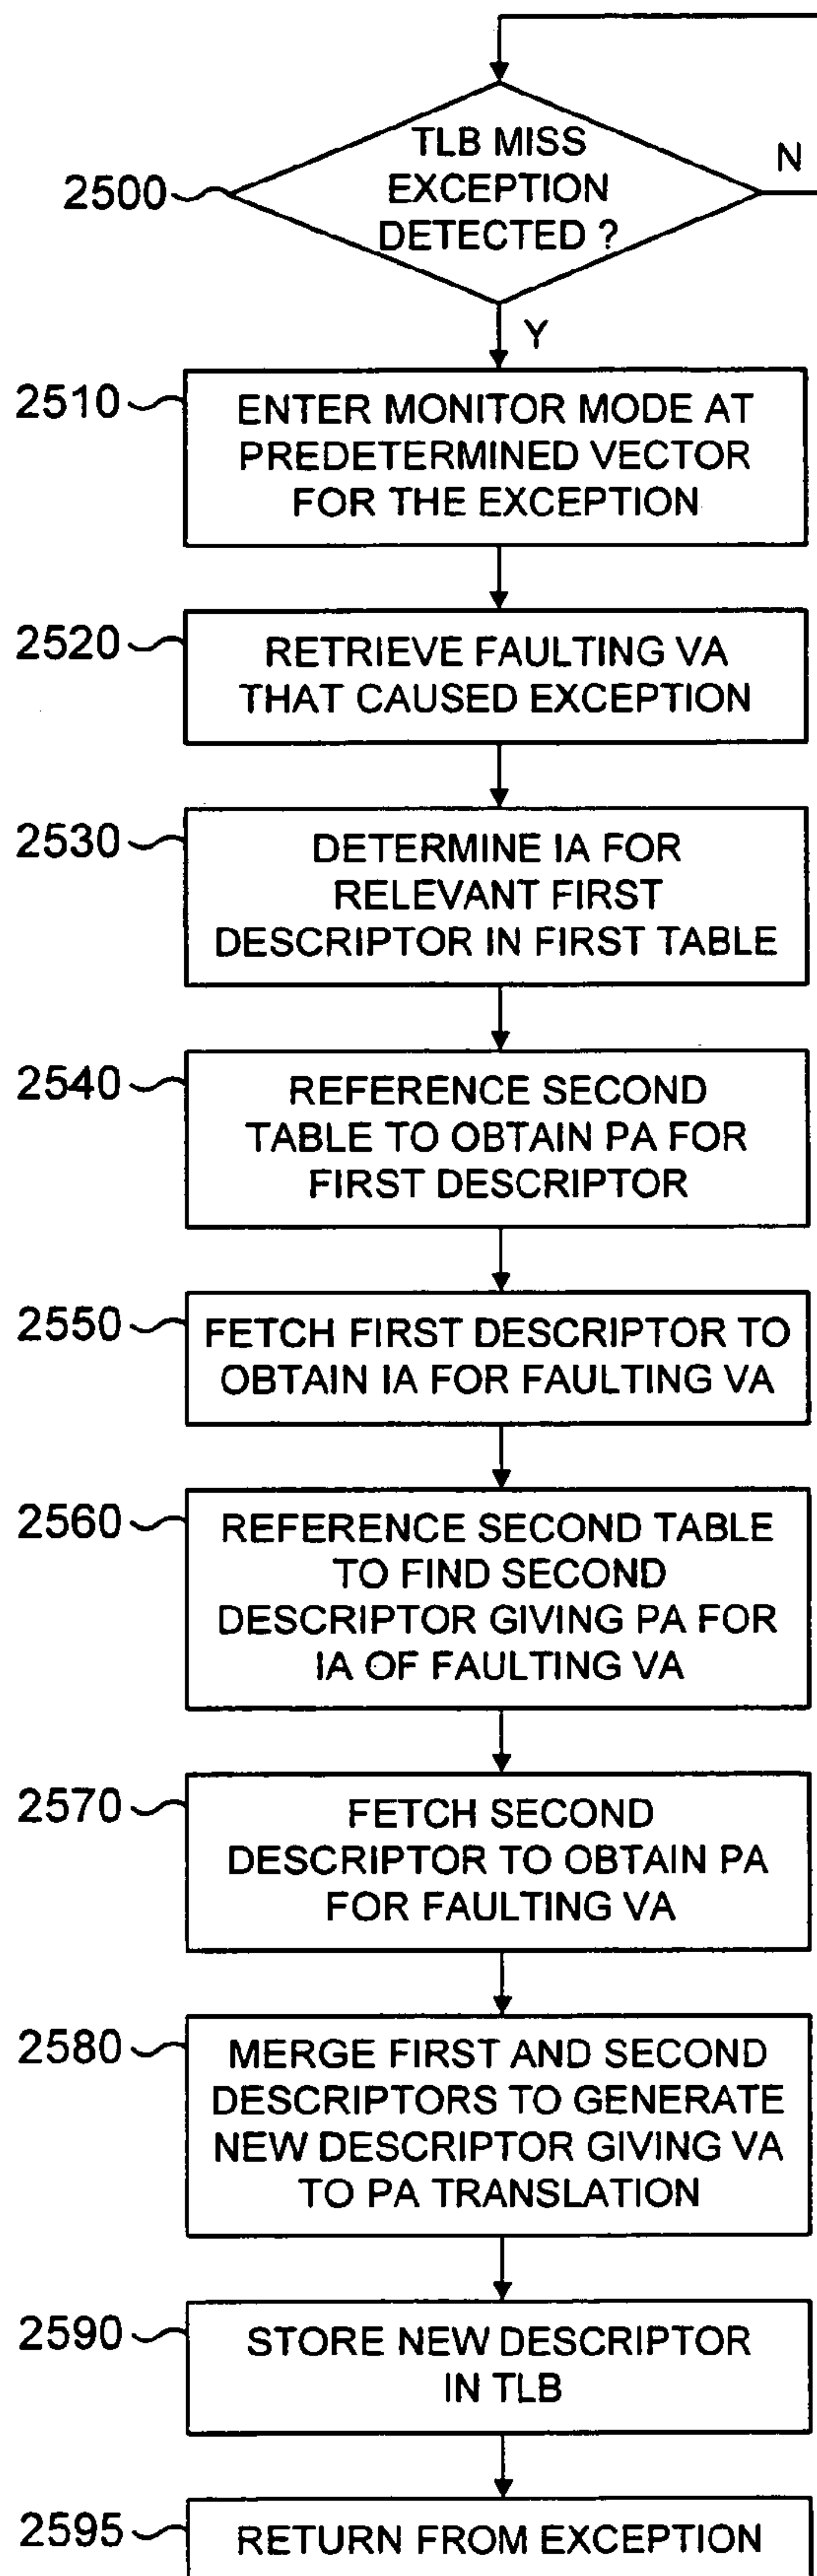 TLB MISS
EXCEPTION
DETECTED ?
N
2500
Y
2510
ENTER MONITOR MODE AT
PREDETERMINED VECTOR
FOR THE EXCEPTION
2520
RETRIEVE FAULTING VA
THAT CAUSED EXCEPTION
2530
DETERMINE IA FOR
RELEVANT FIRST
DESCRIPTOR IN FIRST TABLE
2540
REFERENCE SECOND
TABLE TO OBTAIN PA FOR
FIRST DESCRIPTOR
2550
FETCH FIRST DESCRIPTOR TO
OBTAIN IA FOR FAULTING VA
2560
REFERENCE SECOND TABLE
TO FIND SECOND
DESCRIPTOR GIVING PA FOR
IA OF FAULTING VA
2570
FETCH SECOND
DESCRIPTOR TO OBTAIN PA
FOR FAULTING VA
2580
MERGE FIRST AND SECOND
DESCRIPTORS TO GENERATE
NEW DESCRIPTOR GIVING VA
TO PA TRANSLATION
2590
STORE NEW DESCRIPTOR
IN TLB
2595
RETURN FROM EXCEPTION